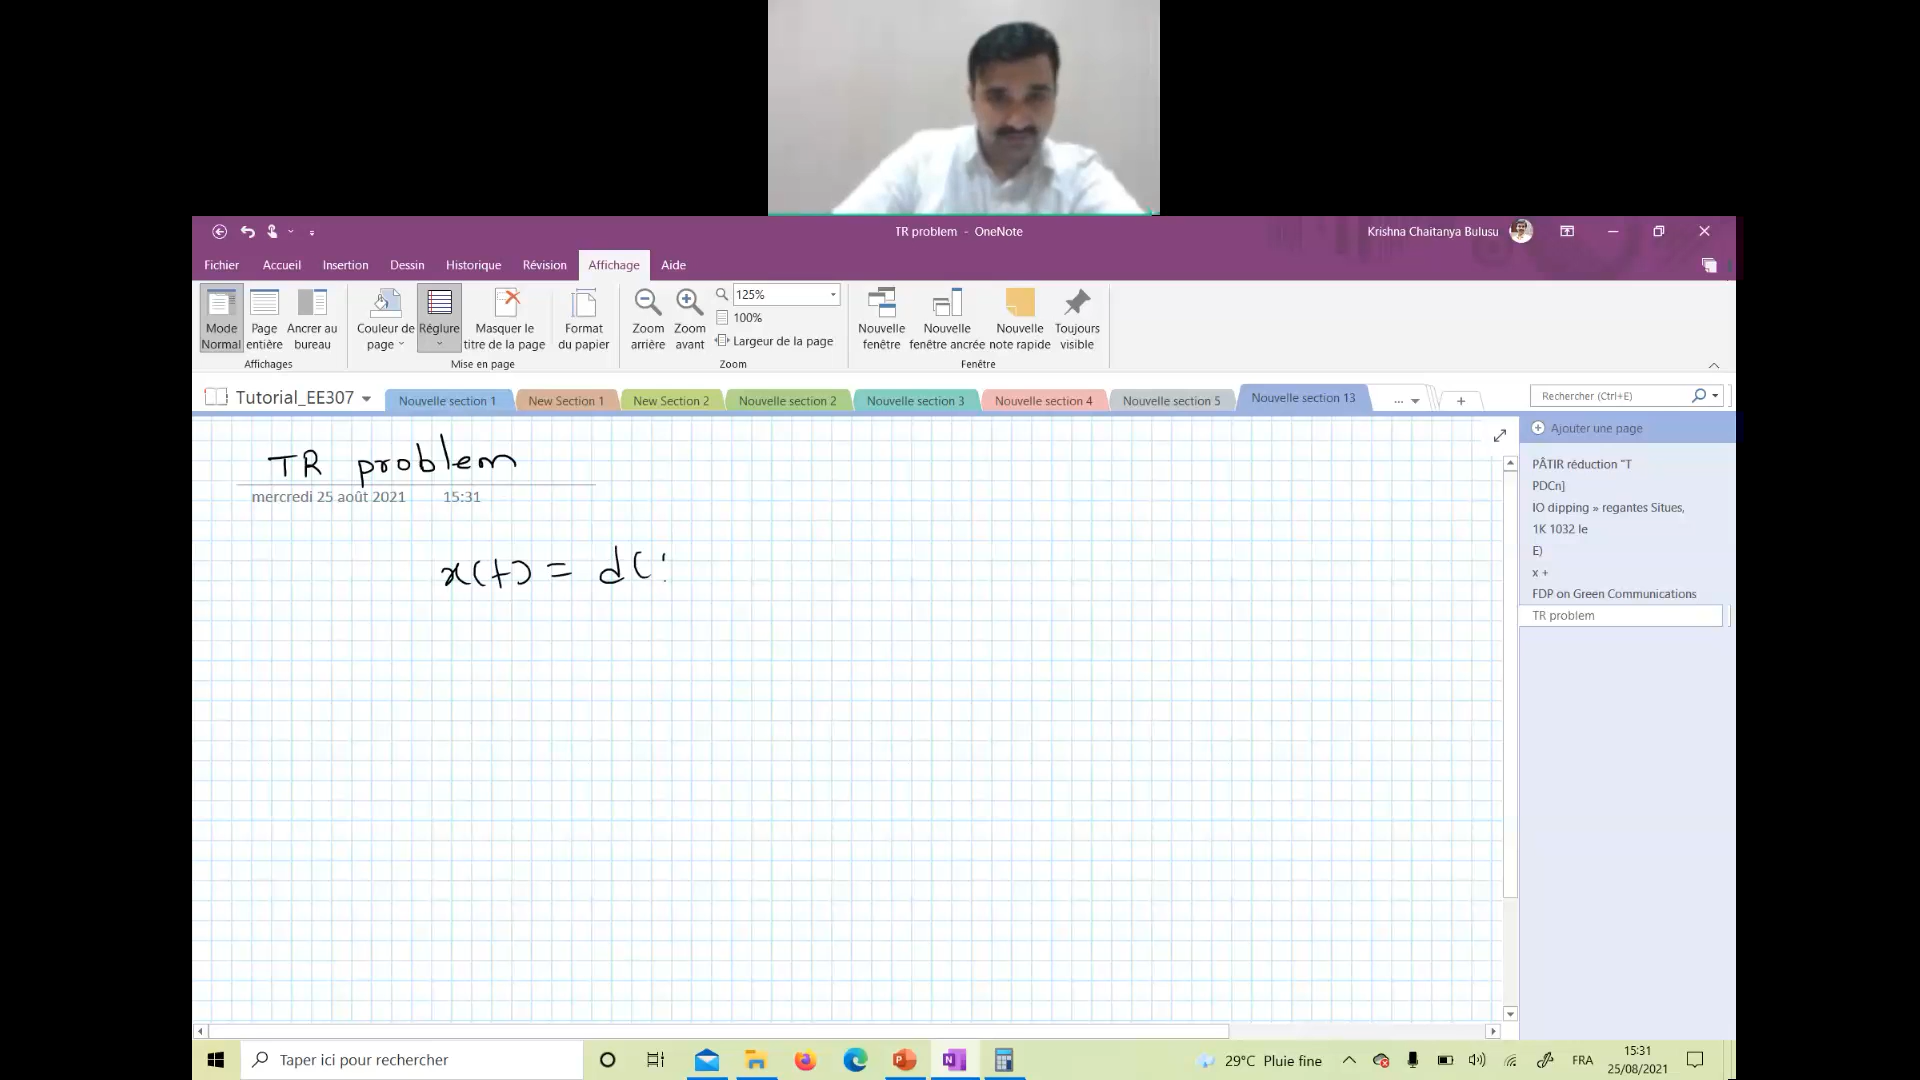 TR problem - OneNote
Krishna Chaitanya Bulusu
Fichier Accueil Insertion Dessin Historique Révision Affichage Aide
Mode Normal
Page entière
Ancrer au bureau
Affichages
Couleur de page
Réglure
Masquer le titre de la page
Format du papier
Mise en page
Zoom arrière
Zoom avant
125%
100%
Largeur de la page
Zoom
Nouvelle fenêtre
Nouvelle fenêtre ancrée
Nouvelle note rapide
Toujours visible
Fenêtre
Tutorial_EE307
Nouvelle section 1
New Section 1
New Section 2
Nouvelle section 2
Nouvelle section 3
Nouvelle section 4
Nouvelle section 5
Nouvelle section 13
...
Rechercher (Ctrl+E)
TR problem
mercredi 25 août 2021 15:31
x(t) = d(
Ajouter une page
PÂTIR réduction "T
PDCn]
IO dipping » regantes Situes,
1K 1032 le
E)
x +
FDP on Green Communications
TR problem
Taper ici pour rechercher
29°C Pluie fine
FRA
15:31
25/08/2021